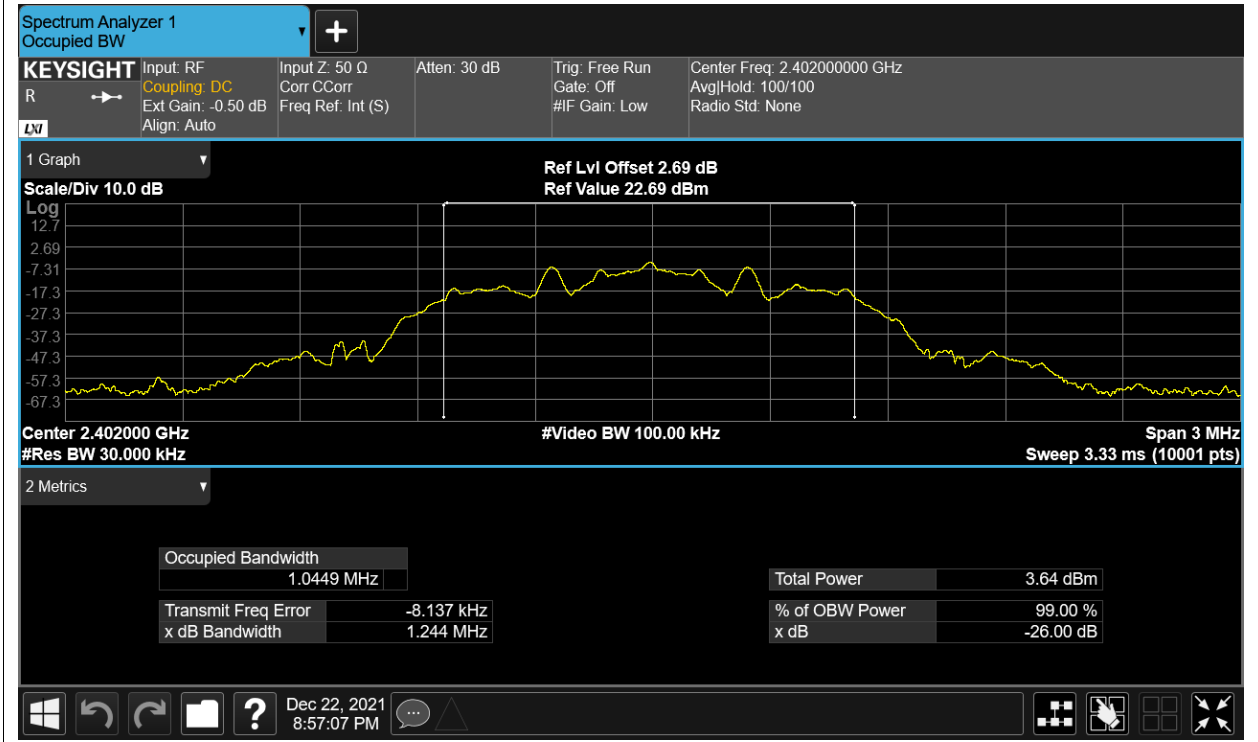 Spectrum Analyzer 1
Occupied BW
KEYSIGHT
R
LXI
Input: RF
Coupling: DC
Ext Gain: -0.50 dB
Align: Auto
Input Z: 50 Ω
Corr CCorr
Freq Ref: Int (S)
Atten: 30 dB
Trig: Free Run
Gate: Off
#IF Gain: Low
Center Freq: 2.402000000 GHz
Avg|Hold: 100/100
Radio Std: None
1 Graph
Scale/Div 10.0 dB
Ref Lvl Offset 2.69 dB
Ref Value 22.69 dBm
Log
12.7
2.69
-7.31
-17.3
-27.3
-37.3
-47.3
-57.3
-67.3
Center 2.402000 GHz
#Res BW 30.000 kHz
#Video BW 100.00 kHz
Span 3 MHz
Sweep 3.33 ms (10001 pts)
2 Metrics
Occupied Bandwidth
1.0449 MHz
Transmit Freq Error -8.137 kHz
x dB Bandwidth 1.244 MHz
Total Power 3.64 dBm
% of OBW Power 99.00 %
x dB -26.00 dB
Dec 22, 2021
8:57:07 PM